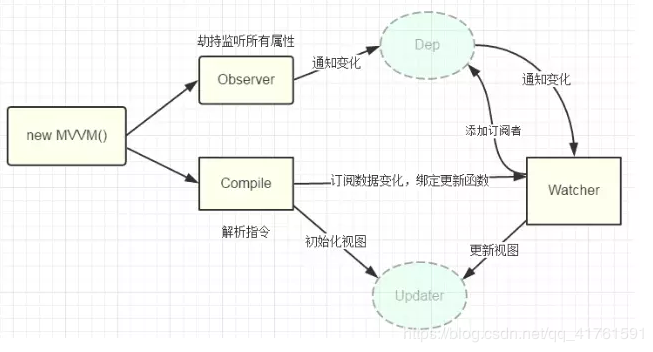 劫持监听所有属性
Dep
Observer
通知变化
通知变化
new MVVM()
添加订阅者
Compile
订阅数据变化，绑定更新函数
Watcher
解析指令
初始化视图
更新视图
Updater
https://blog.csdn.net/qq_41781591